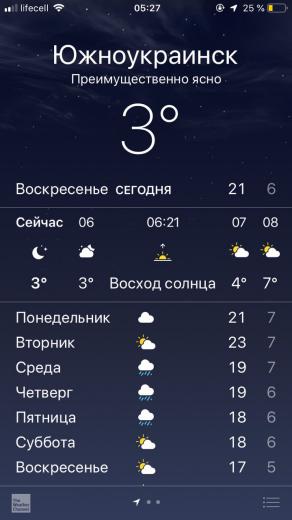 lifecell 05:27 25 %
Южноукраинск
Преимущественно ясно
3°
Воскресенье СЕГОДНЯ 21 6
Сейчас 06 06:21 07 08
3° 3° Восход солнца 4° 7°
Понедельник 21 7
Вторник 23 7
Среда 19 7
Четверг 19 6
Пятница 18 6
Суббота 18 6
Воскресенье 17 5
The
Weather
Channel